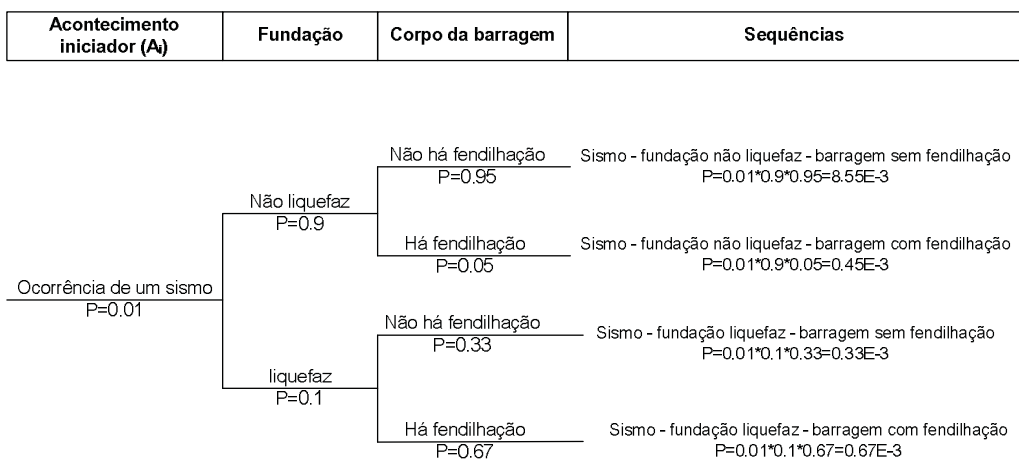 Acontecimento
iniciador (Ai)
Fundação
Corpo da barragem
Sequências
Não há fendilhação
P=0.95
Sismo - fundação não liquefaz - barragem sem fendilhação
P=0.01*0.9*0.95=8.55E-3
Não liquefaz
P=0.9
Há fendilhação
P=0.05
Sismo - fundação não liquefaz - barragem com fendilhação
P=0.01*0.9*0.05=0.45E-3
Ocorrência de um sismo
P=0.01
Não há fendilhação
P=0.33
Sismo - fundação liquefaz - barragem sem fendilhação
P=0.01*0.1*0.33=0.33E-3
liquefaz
P=0.1
Há fendilhação
P=0.67
Sismo - fundação liquefaz - barragem com fendilhação
P=0.01*0.1*0.67=0.67E-3